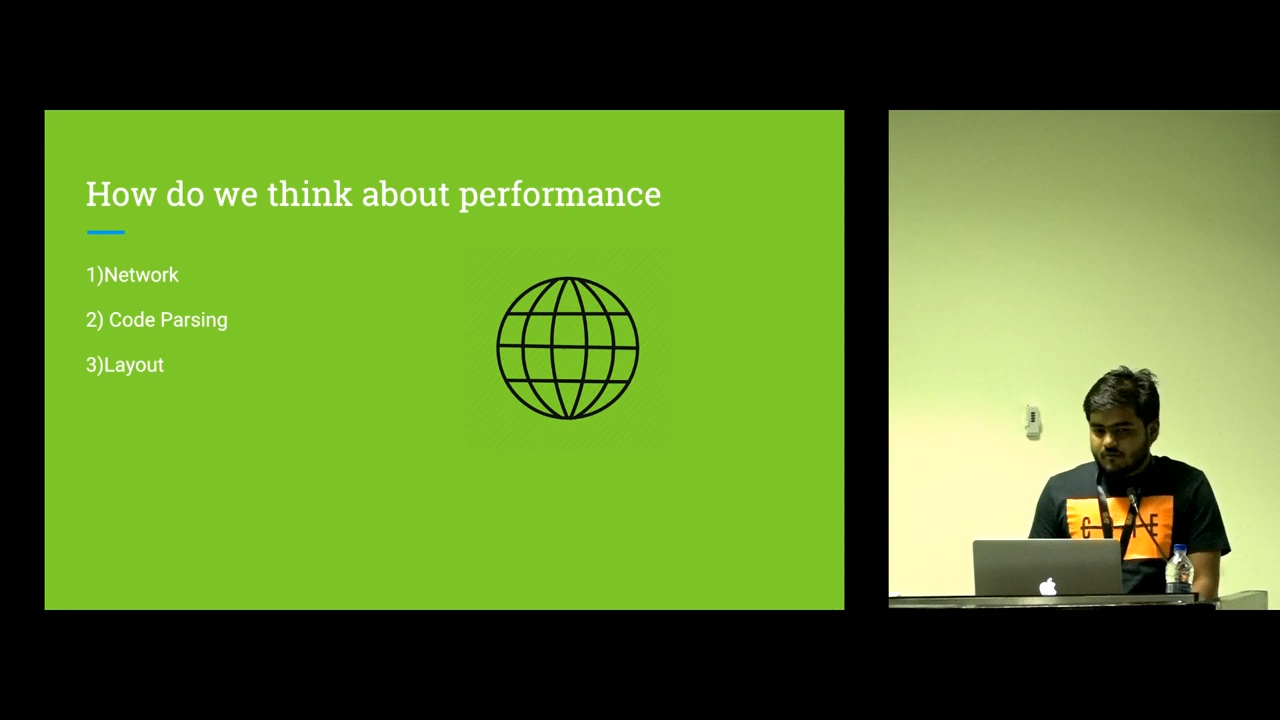 How do we think about performance
1)Network
2) Code Parsing
3)Layout